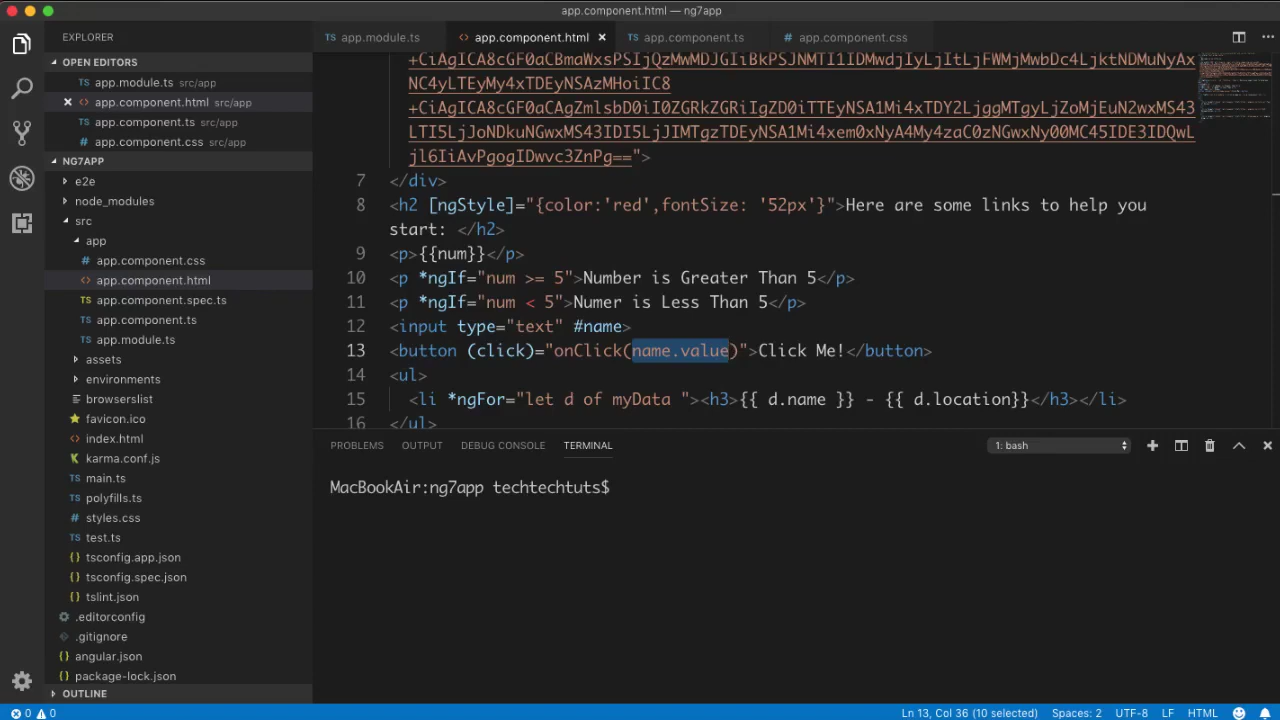 app.component.html — ng7app
EXPLORER
OPEN EDITORS
TS app.module.ts src/app
× <> app.component.html src/app
TS app.component.ts src/app
# app.component.css src/app
NG7APP
e2e
node_modules
src
app
# app.component.css
<> app.component.html
TS app.component.spec.ts
TS app.component.ts
TS app.module.ts
assets
environments
browserslist
favicon.ico
index.html
karma.conf.js
TS main.ts
TS polyfills.ts
# styles.css
TS test.ts
{} tsconfig.app.json
{} tsconfig.spec.json
{} tslint.json
.editorconfig
.gitignore
{} angular.json
{} package-lock.json
OUTLINE
TS app.module.ts <> app.component.html × TS app.component.ts # app.component.css
7 </div>
8 <h2 [ngStyle]="{color:'red',fontSize: '52px'}">Here are some links to help you
start: </h2>
9 <p>{{num}}</p>
10 <p *ngIf="num >= 5">Number is Greater Than 5</p>
11 <p *ngIf="num < 5">Numer is Less Than 5</p>
12 <input type="text" #name>
13 <button (click)="onClick(name.value)">Click Me!</button>
14 <ul>
15 <li *ngFor="let d of myData "><h3>{{ d.name }} - {{ d.location}}</h3></li>
16 </ul>
PROBLEMS OUTPUT DEBUG CONSOLE TERMINAL 1: bash
MacBookAir:ng7app techtechtuts$
0 0 Ln 13, Col 36 (10 selected) Spaces: 2 UTF-8 LF HTML